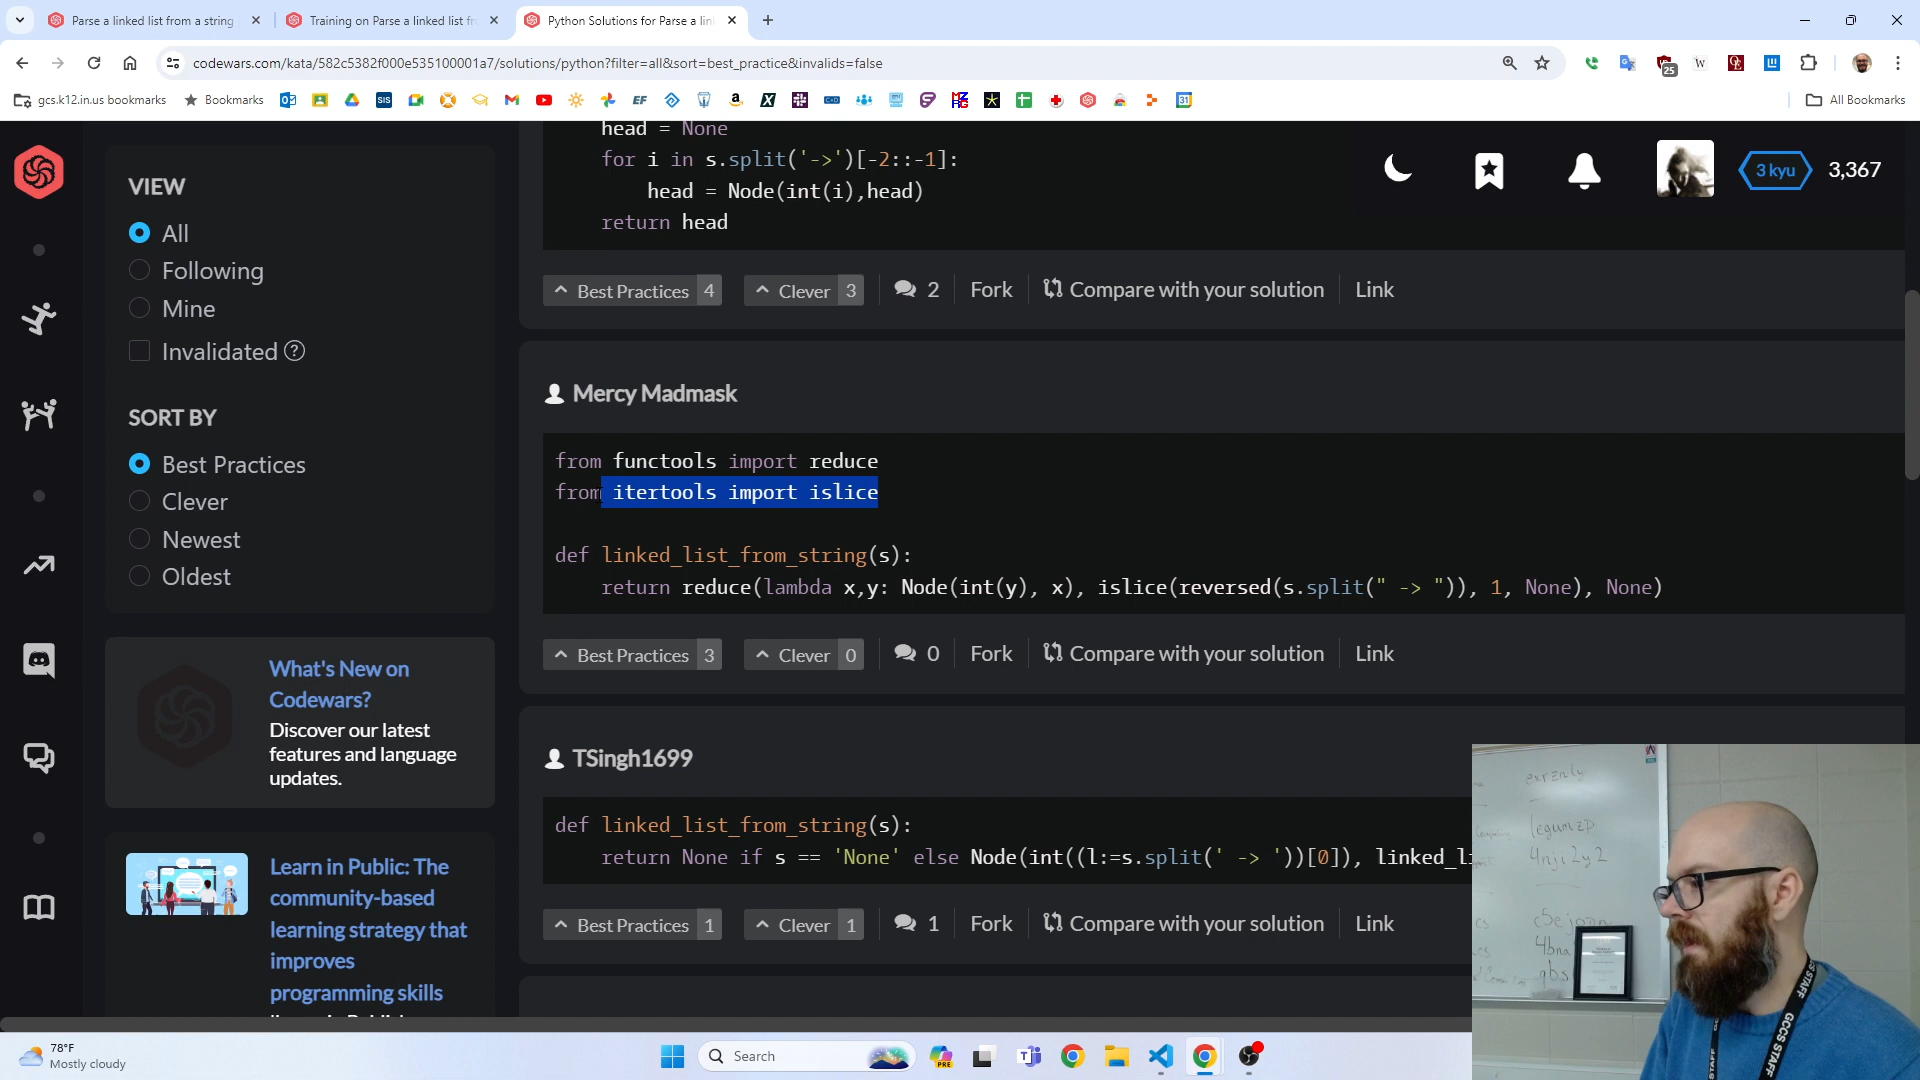 Parse a linked list from a string
Training on Parse a linked list fr
Python Solutions for Parse a lin
codewars.com/kata/582c5382f000e535100001a7/solutions/python?filter=all&sort=best_practice&invalids=false
25
gcs.k12.in.us bookmarks
Bookmarks
All Bookmarks
head = None
for i in s.split('->')[-2::-1]:
head = Node(int(i),head)
return head
3 kyu
3,367
VIEW
All
Following
Mine
Invalidated
SORT BY
Best Practices
Clever
Newest
Oldest
What's New on
Codewars?
Discover our latest
features and language
updates.
Learn in Public: The
community-based
learning strategy that
improves
programming skills
Best Practices 4
Clever 3
2
Fork
Compare with your solution
Link
Mercy Madmask
from functools import reduce
from itertools import islice
def linked_list_from_string(s):
return reduce(lambda x,y: Node(int(y), x), islice(reversed(s.split(" -> ")), 1, None), None)
Best Practices 3
Clever 0
0
Fork
Compare with your solution
Link
TSingh1699
def linked_list_from_string(s):
return None if s == 'None' else Node(int((l:=s.split(' -> '))[0]), linked_li
Best Practices 1
Clever 1
1
Fork
Compare with your solution
Link
legumzp
4nji2y2
GCCS STAFF
78°F
Mostly cloudy
Search